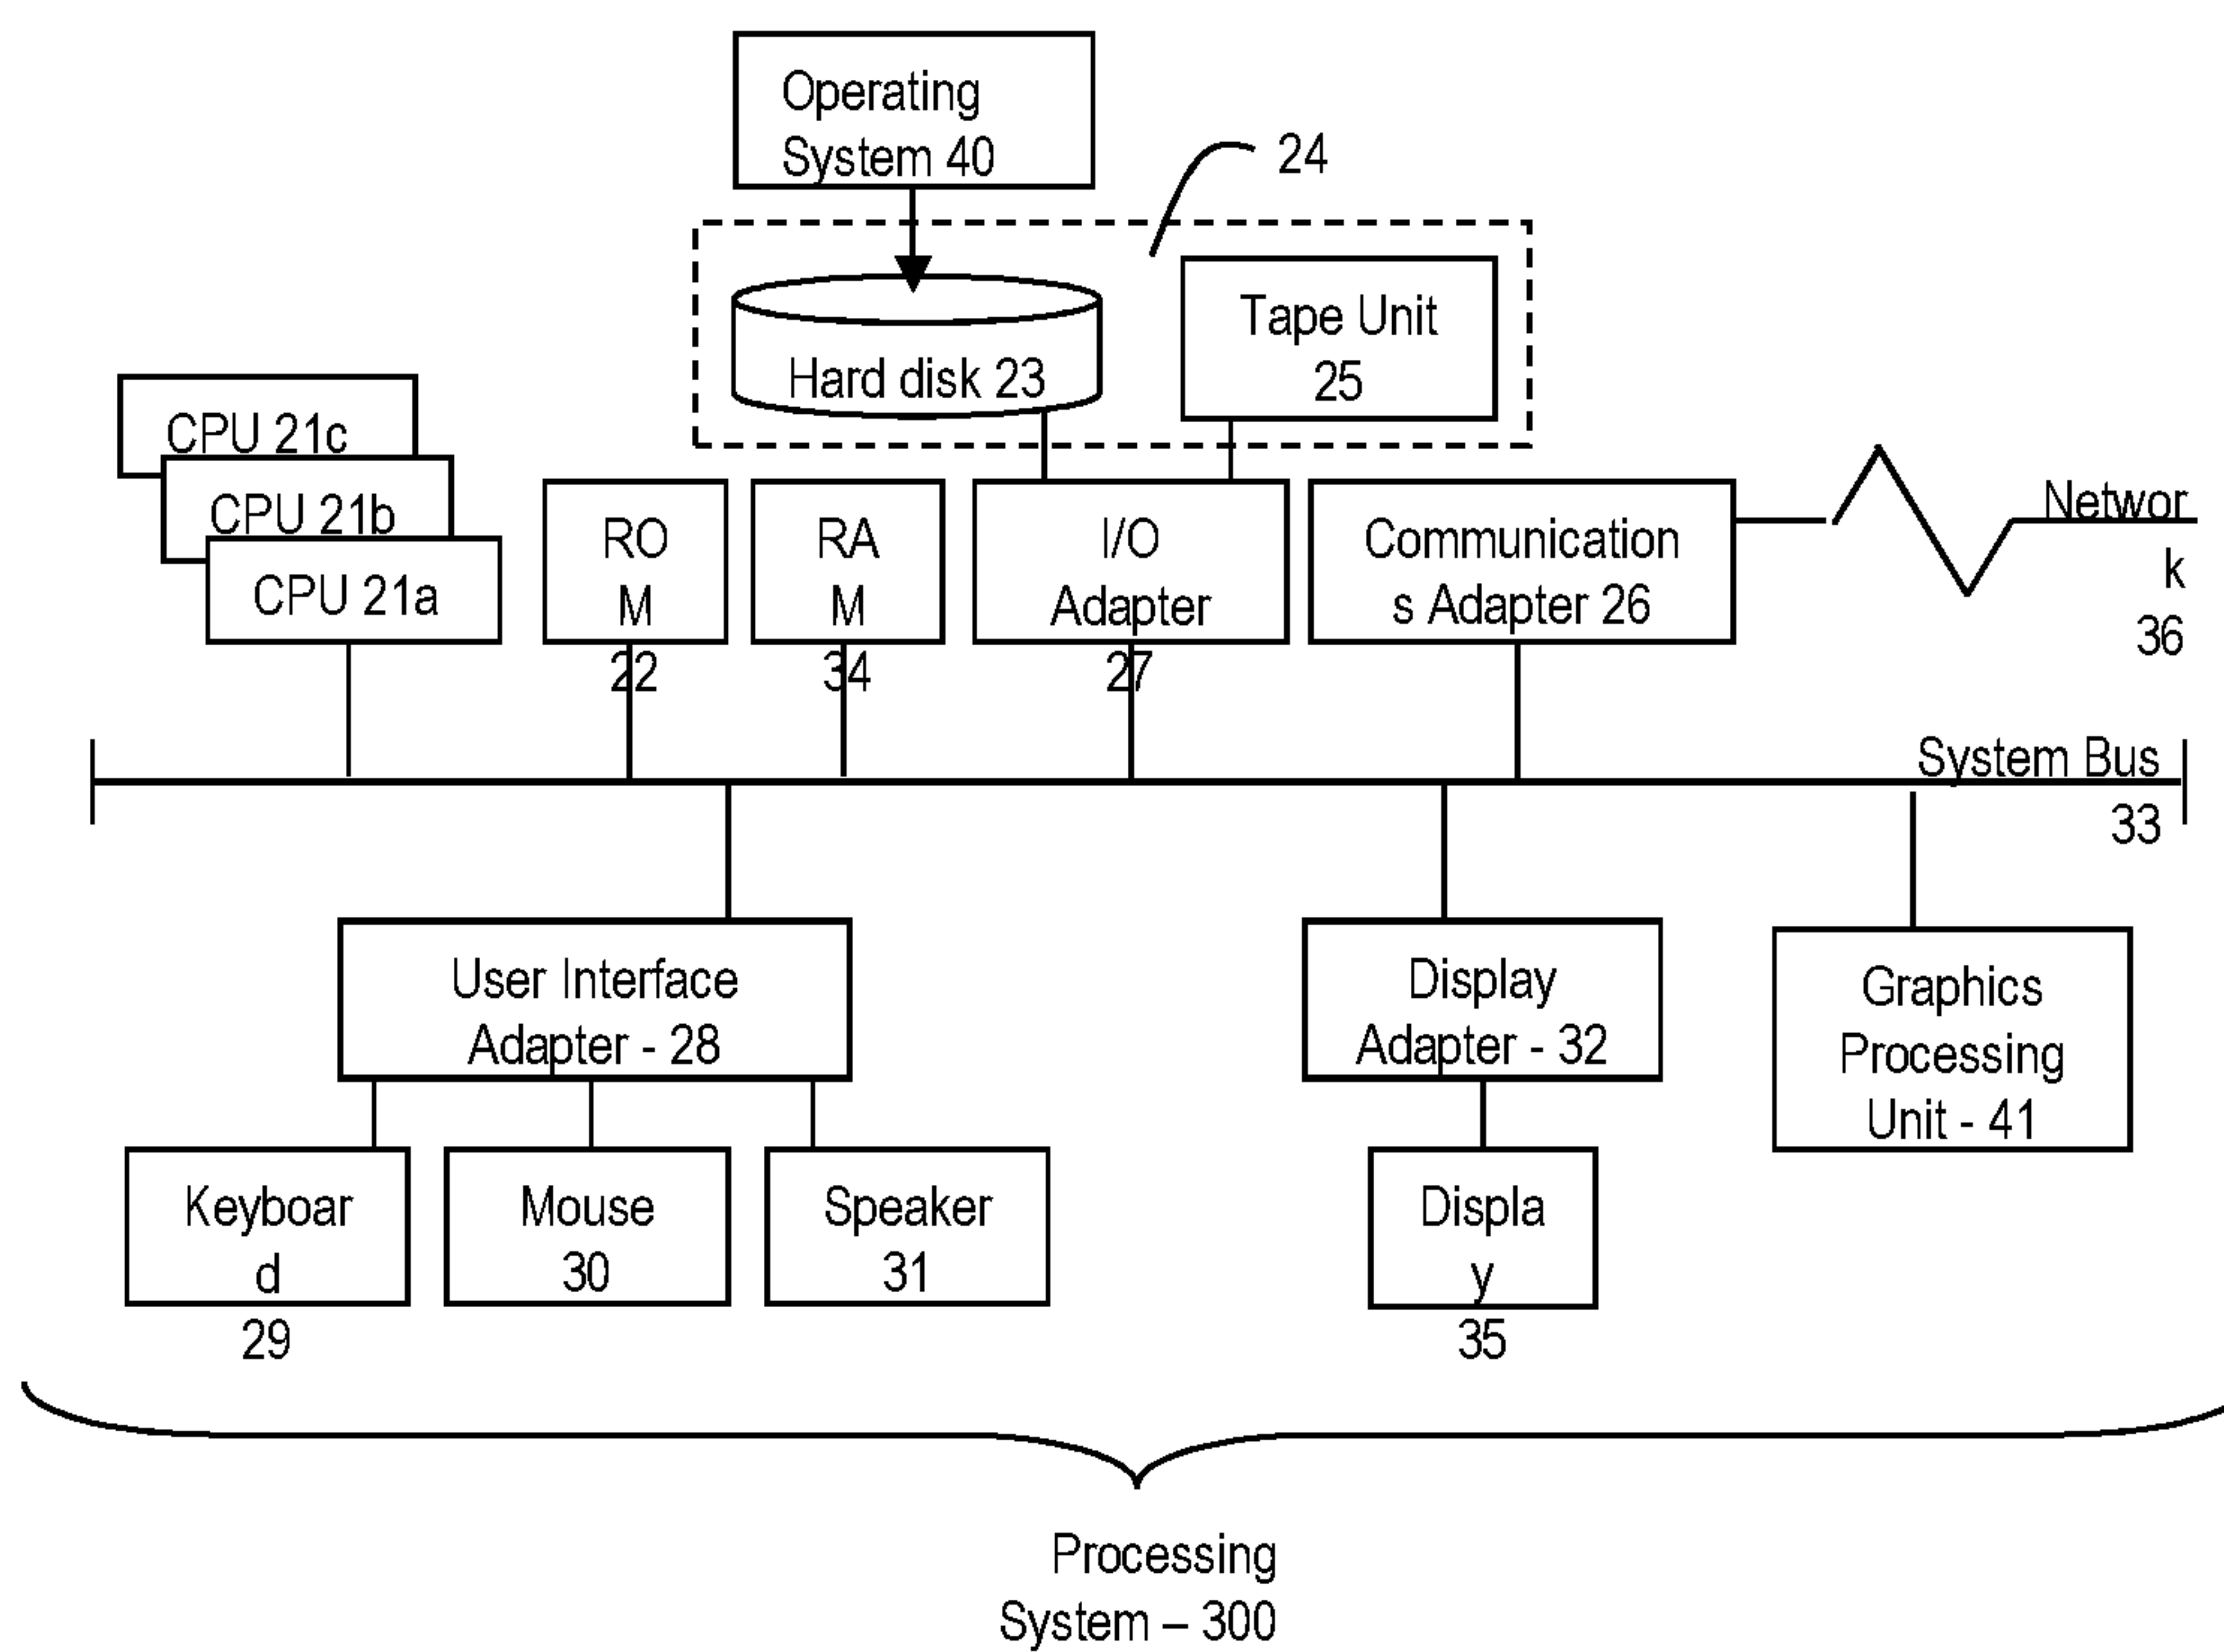 Operating
System 40
24
Hard disk 23
Tape Unit
25
CPU 21c
CPU 21b
CPU 21a
RO
M
22
RA
M
34
I/O
Adapter
27
Communication
s Adapter 26
Networ
k
36
System Bus
33
User Interface
Adapter - 28
Display
Adapter - 32
Graphics
Processing
Unit - 41
Keyboar
d
29
Mouse
30
Speaker
31
Displa
y
35
Processing
System – 300